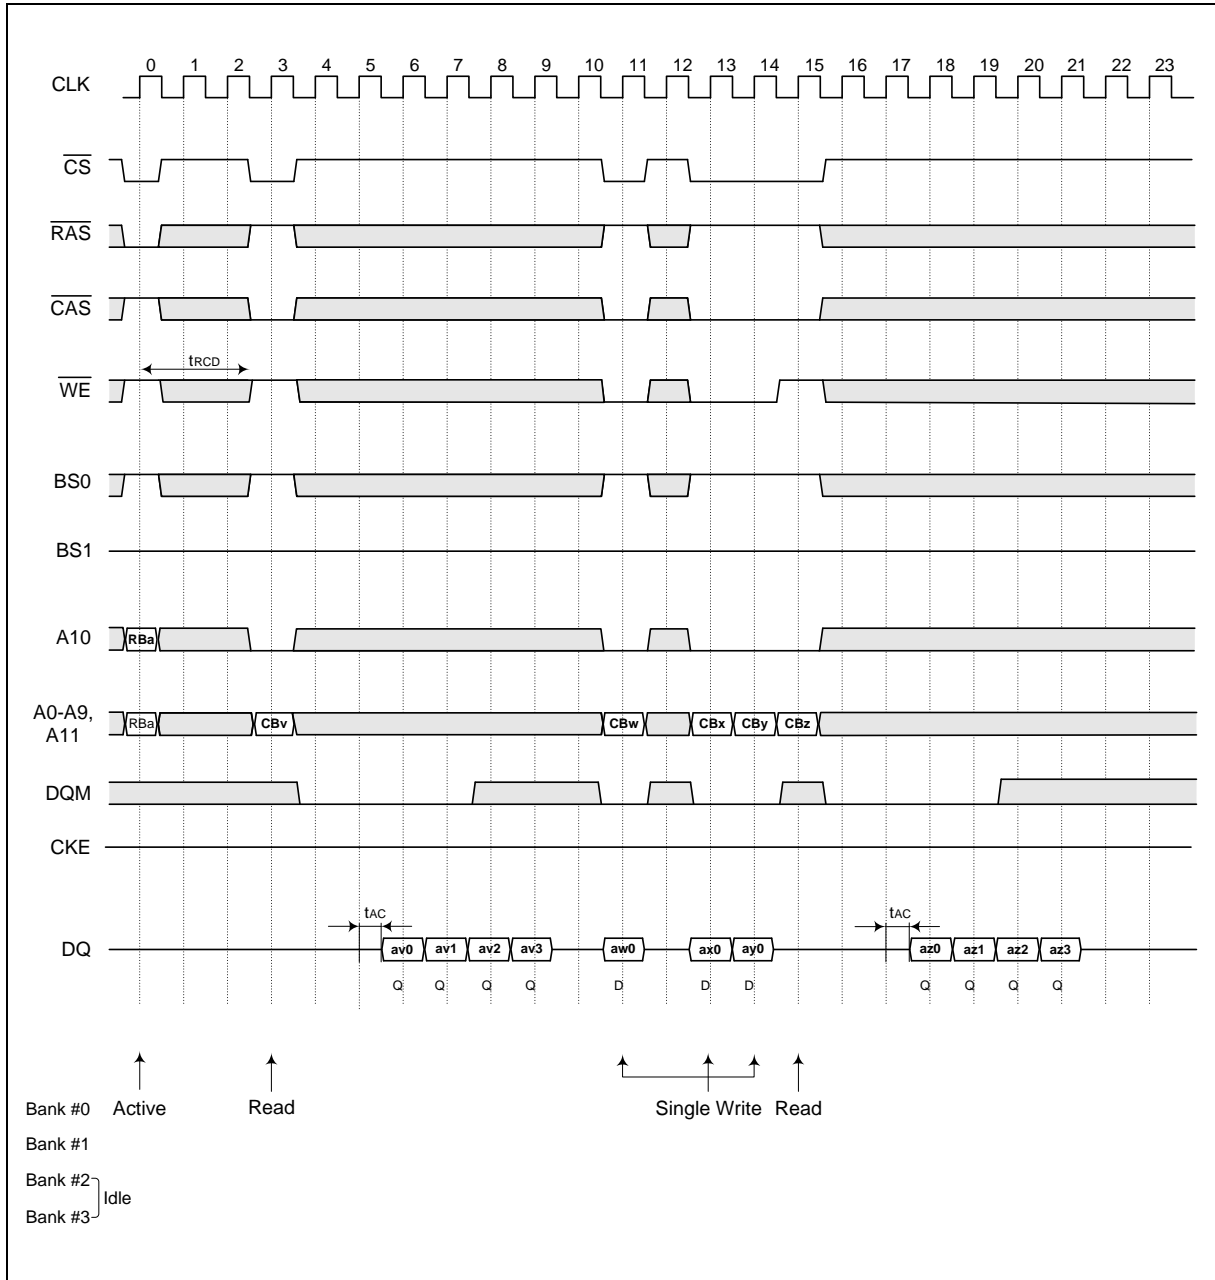 0 1 2 3 4 5 6 7 8 9 10 11 12 13 14 15 16 17 18 19 20 21 22 23
CLK
CS
RAS
CAS
tRCD
WE
BS0
BS1
A10 RBa
A0-A9, A11 RBa CBv CBw CBx CBy CBz
DQM
CKE
tAC tAC
DQ av0 av1 av2 av3 aw0 ax0 ay0 az0 az1 az2 az3
Q Q Q Q D D D Q Q Q Q
Bank #0 Active Read Single Write Read
Bank #1
Bank #2
Idle
Bank #3